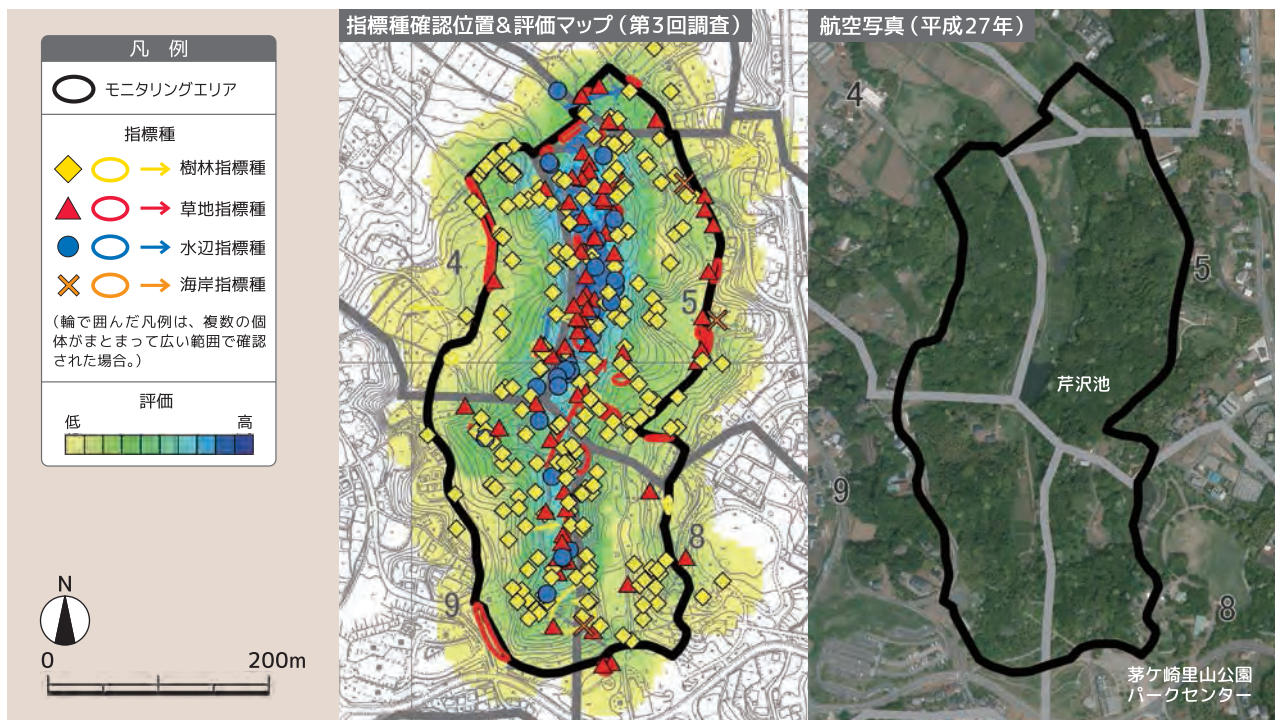 凡 例
モニタリングエリア
指標種
樹林指標種
草地指標種
水辺指標種
海岸指標種
（輪で囲んだ凡例は、複数の個
体がまとまって広い範囲で確認
された場合。）
評価
低 高
N
0 200m
指標種確認位置&評価マップ（第3回調査）
4
5
8
9
航空写真（平成27年）
4
5
芹沢池
9
8
茅ケ崎里山公園
パークセンター